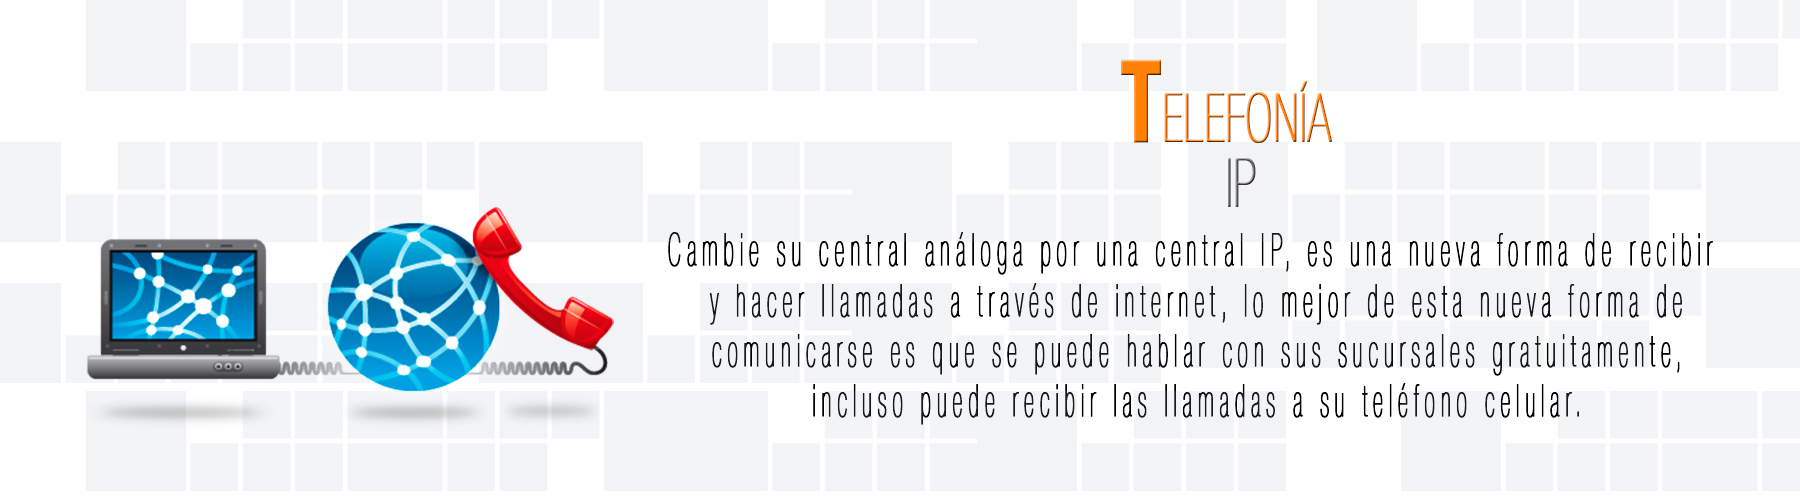 TELEFONÍA
IP
Cambie su central análoga por una central IP, es una nueva forma de recibir
y hacer llamadas a través de internet, lo mejor de esta nueva forma de
comunicarse es que se puede hablar con sus sucursales gratuitamente,
incluso puede recibir las llamadas a su teléfono celular.